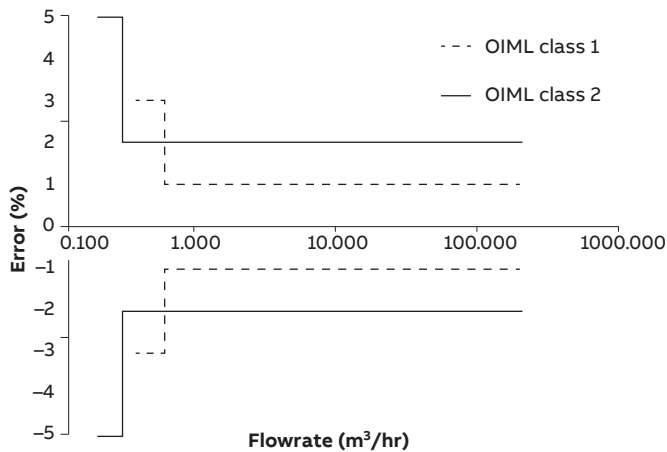 5
4
3
2
1
0
0.100 1.000 10.000 100.000 1000.000
–1
–2
–3
–4
–5
Error (%)
Flowrate (m³/hr)
OIML class 1
OIML class 2